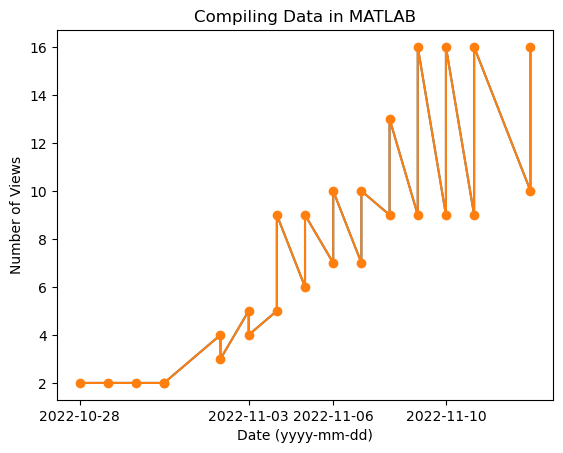 Compiling Data in MATLAB
Number of Views
16
14
12
10
8
6
4
2
2022-10-28 2022-11-03 2022-11-06 2022-11-10
Date (yyyy-mm-dd)